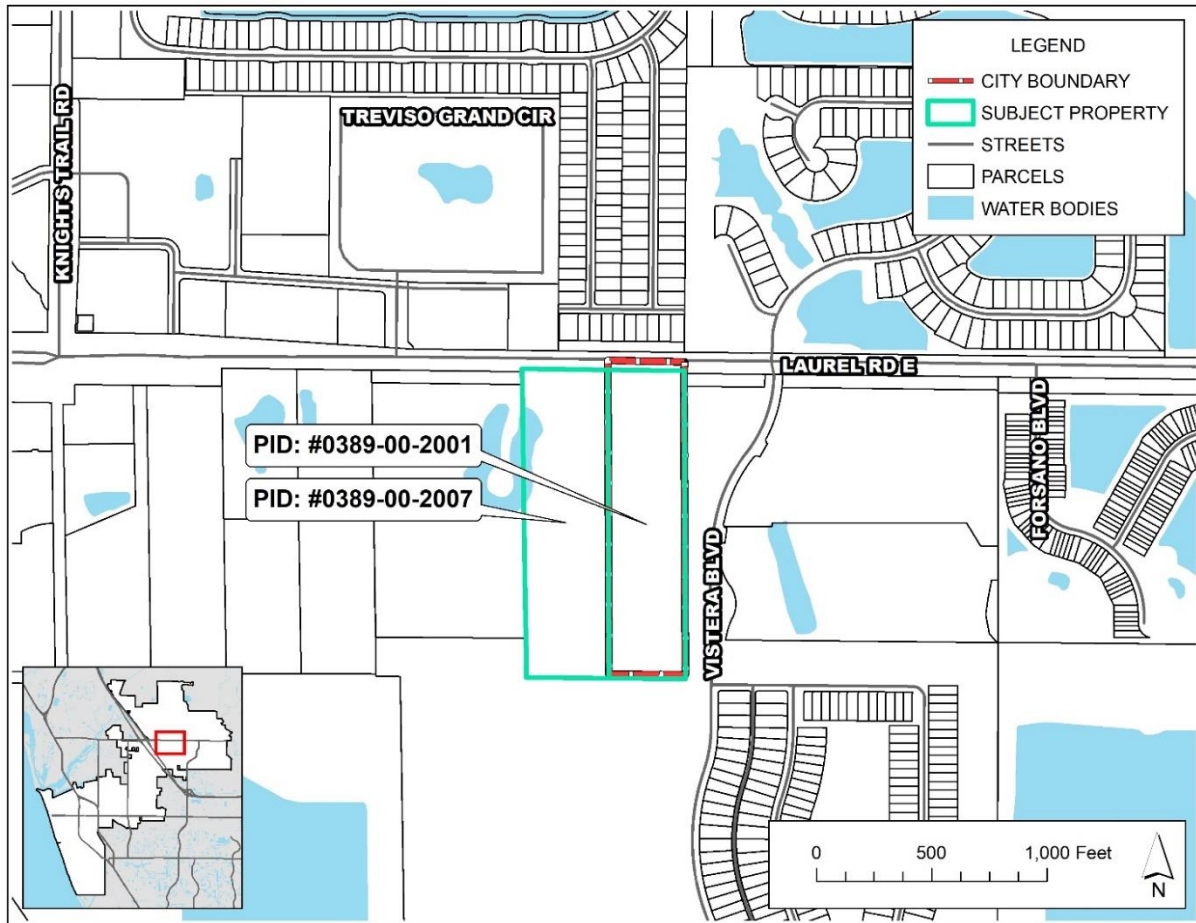 LEGEND
CITY BOUNDARY
SUBJECT PROPERTY
STREETS
PARCELS
WATER BODIES
KNIGHTS TRAIL RD
TREVISO GRAND CIR
LAUREL RD E
FORSANO BLVD
PID: #0389-00-2001
PID: #0389-00-2007
VISTERA BLVD
0 500 1,000 Feet
N